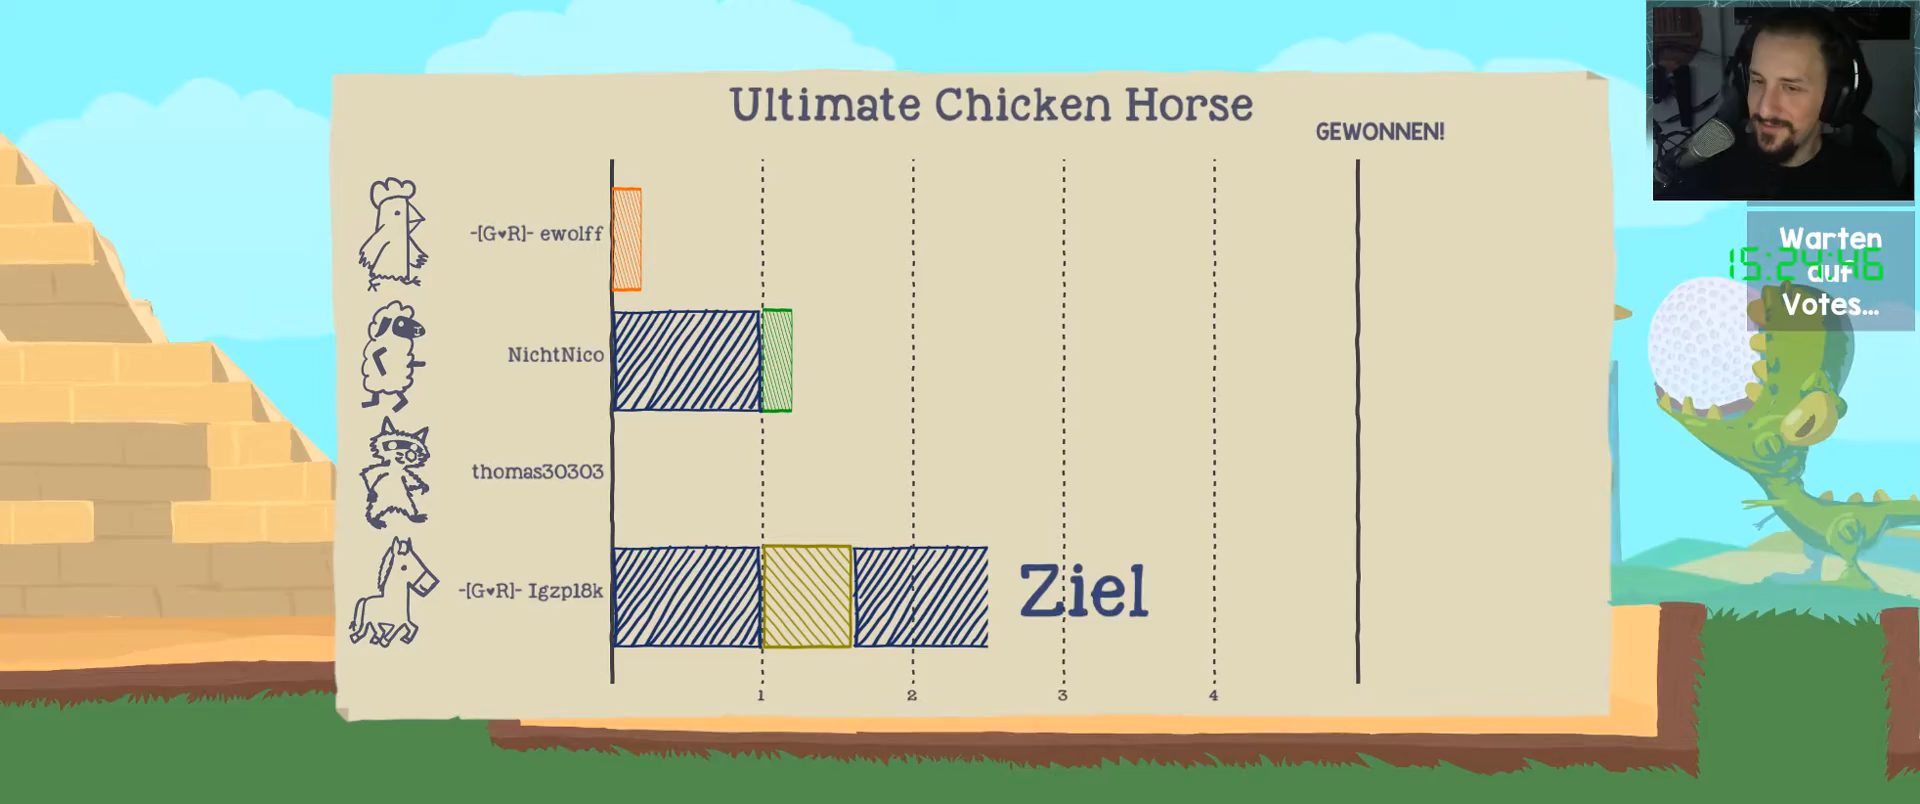 Ultimate Chicken Horse
GEWONNEN!
-[G♥R]- ewolff
NichtNico
thomas30303
-[G♥R]- Igzp18k
Ziel
1 2 3 4
Warten
auf
Votes...
15:24:46